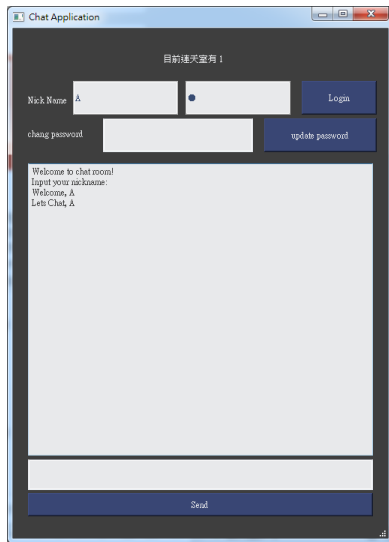 Chat Application
目前連天室有 1
Nick Name A Login
chang password update password
Welcome to chat room!
Input your nickname:
Welcome, A
Lets Chat, A
Send